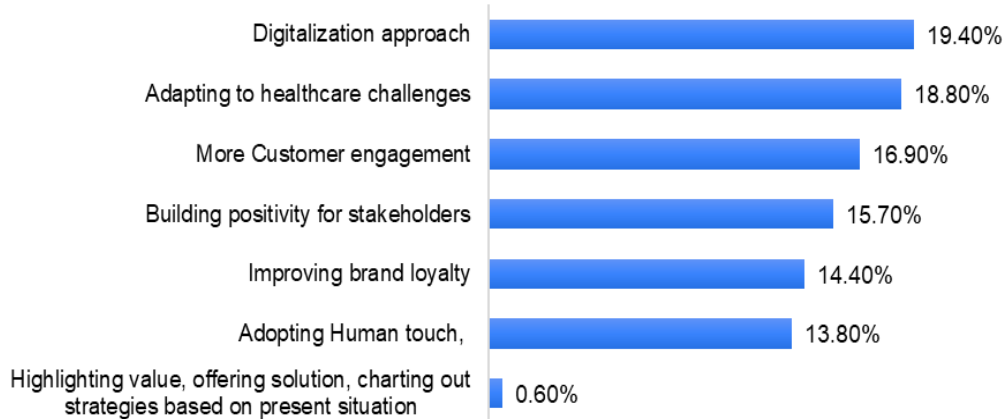 Digitalization approach 19.40%
Adapting to healthcare challenges 18.80%
More Customer engagement 16.90%
Building positivity for stakeholders 15.70%
Improving brand loyalty 14.40%
Adopting Human touch, 13.80%
Highlighting value, offering solution, charting out
strategies based on present situation 0.60%